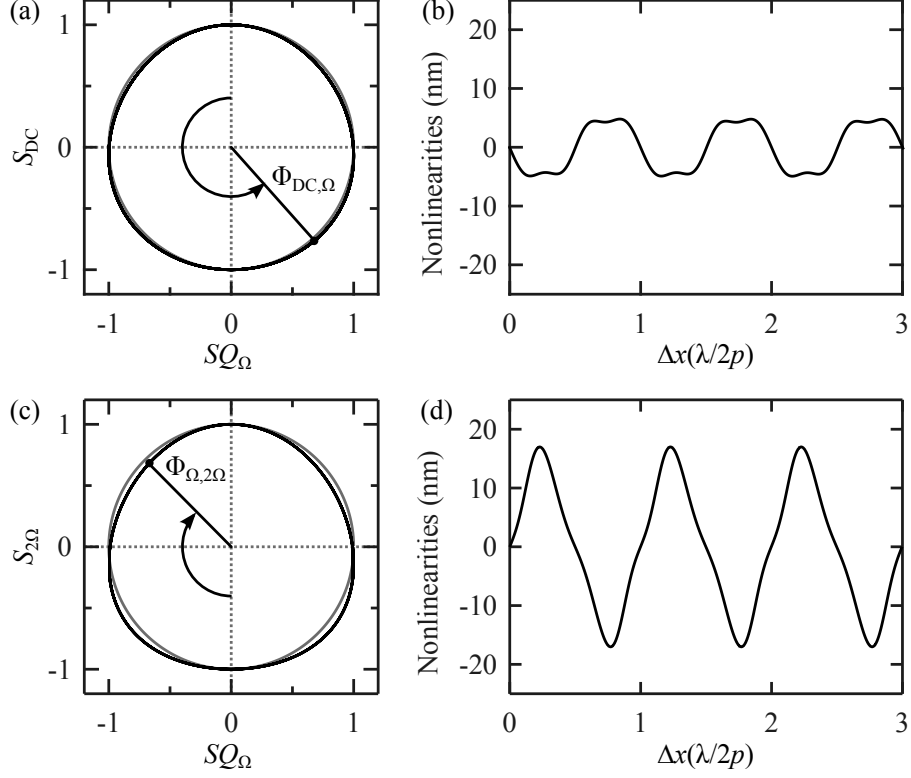 (a)
1
0
-1
S_DC
Φ_DC,Ω
-1 0 1
SQ_Ω
(b)
20
10
0
-10
-20
Nonlinearities (nm)
0 1 2 3
Δx(λ/2p)
(c)
1
0
-1
S_2Ω
Φ_Ω,2Ω
-1 0 1
SQ_Ω
(d)
20
10
0
-10
-20
Nonlinearities (nm)
0 1 2 3
Δx(λ/2p)